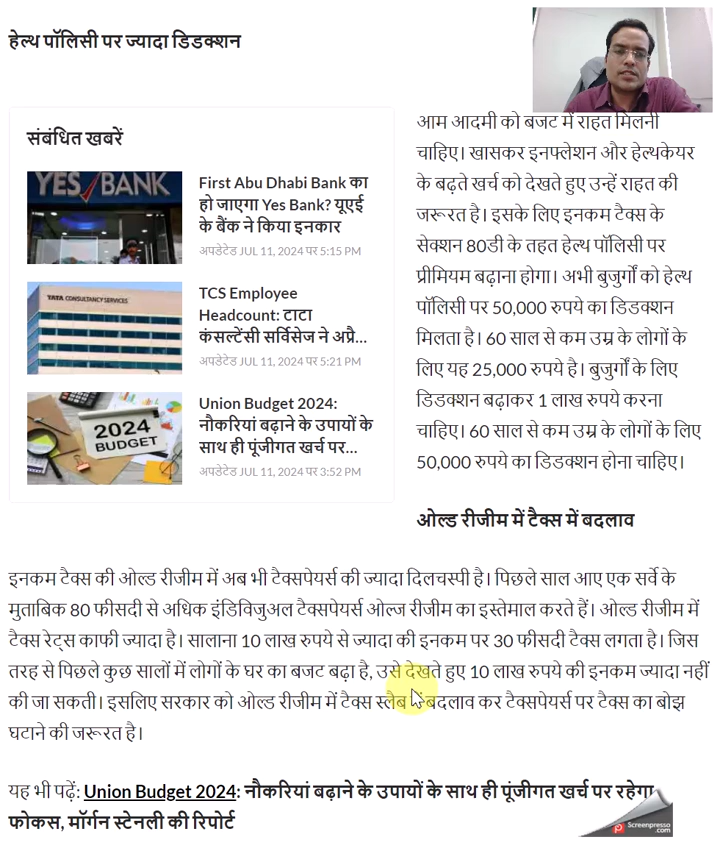 हेल्थ पॉलिसी पर ज्यादा डिडक्शन
संबंधित खबरें
YES BANK
First Abu Dhabi Bank का
हो जाएगा Yes Bank? यूएई
के बैंक ने किया इनकार
अपडेटेड JUL 11, 2024 पर 5:15 PM
TATA CONSULTANCY SERVICES
TCS Employee
Headcount: टाटा
कंसल्टेंसी सर्विसेज ने अप्रै...
अपडेटेड JUL 11, 2024 पर 5:21 PM
2024
BUDGET
Union Budget 2024:
नौकरियां बढ़ाने के उपायों के
साथ ही पूंजीगत खर्च पर...
अपडेटेड JUL 11, 2024 पर 3:52 PM
आम आदमी को बजट में राहत मिलनी
चाहिए। खासकर इनफ्लेशन और हेल्थकेयर
के बढ़ते खर्च को देखते हुए उन्हें राहत की
जरूरत है। इसके लिए इनकम टैक्स के
सेक्शन 80डी के तहत हेल्थ पॉलिसी पर
प्रीमियम बढ़ाना होगा। अभी बुजुर्गों को हेल्थ
पॉलिसी पर 50,000 रुपये का डिडक्शन
मिलता है। 60 साल से कम उम्र के लोगों के
लिए यह 25,000 रुपये है। बुजुर्गों के लिए
डिडक्शन बढ़ाकर 1 लाख रुपये करना
चाहिए। 60 साल से कम उम्र के लोगों के लिए
50,000 रुपये का डिडक्शन होना चाहिए।
ओल्ड रीजीम में टैक्स में बदलाव
इनकम टैक्स की ओल्ड रीजीम में अब भी टैक्सपेयर्स की ज्यादा दिलचस्पी है। पिछले साल आए एक सर्वे के
मुताबिक 80 फीसदी से अधिक इंडिविजुअल टैक्सपेयर्स ओल्ज रीजीम का इस्तेमाल करते हैं। ओल्ड रीजीम में
टैक्स रेट्स काफी ज्यादा है। सालाना 10 लाख रुपये से ज्यादा की इनकम पर 30 फीसदी टैक्स लगता है। जिस
तरह से पिछले कुछ सालों में लोगों के घर का बजट बढ़ा है, उसे देखते हुए 10 लाख रुपये की इनकम ज्यादा नहीं
की जा सकती। इसलिए सरकार को ओल्ड रीजीम में टैक्स स्लैब बदलाव कर टैक्सपेयर्स पर टैक्स का बोझ
घटाने की जरूरत है।
यह भी पढ़ें: Union Budget 2024: नौकरियां बढ़ाने के उपायों के साथ ही पूंजीगत खर्च पर रहेगा
फोकस, मॉर्गन स्टेनली की रिपोर्ट
Screenpresso
.com